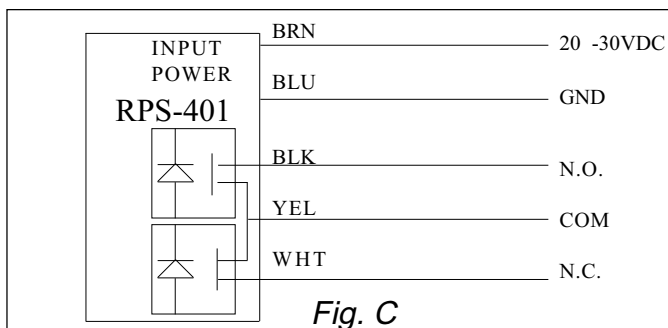 BRN
INPUT
20 -30VDC
POWER
BLU
GND
RPS-401
BLK
N.O.
YEL
COM
WHT
N.C.
Fig. C